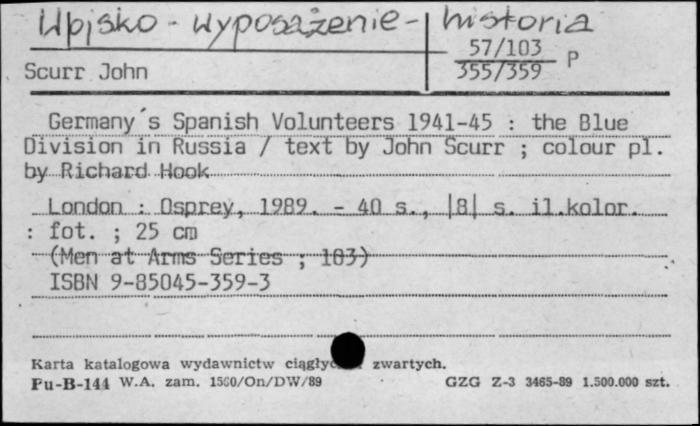 Wojsko - wyposażenie - historia
57/103
355/359 P
Scurr John
Germany´s Spanish Volunteers 1941-45 : the Blue
Division in Russia / text by John Scurr ; colour pl.
by Richard Hook
London : Osprey, 1989. - 40 s., |8| s. il.kolor.
: fot. ; 25 cm
(Men at Arms Series ; 103)
ISBN 9-85045-359-3
Karta katalogowa wydawnictw zwartych.
Pu-B-144 W.A. zam. 1560/On/DW/89 GZG Z-3 3465-89 1.500.000 szt.